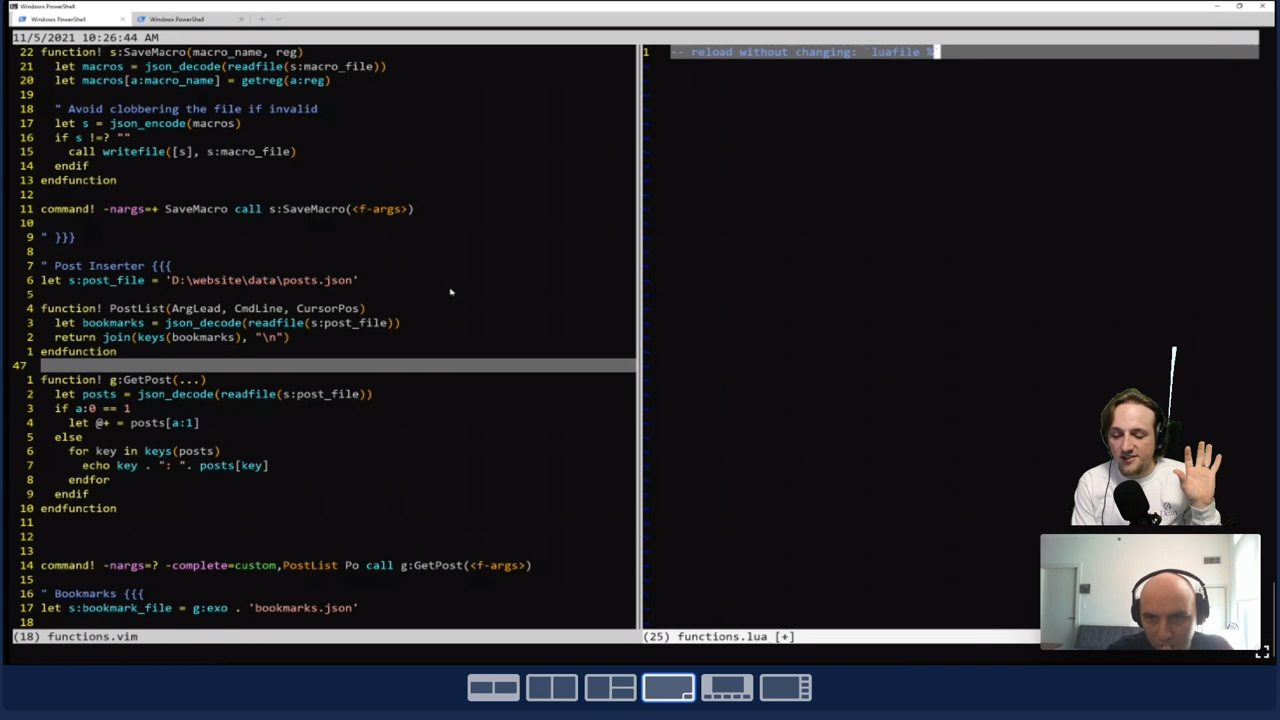 Windows PowerShell
Windows PowerShell
Windows PowerShell
11/5/2021 10:26:44 AM
22 function! s:SaveMacro(macro_name, reg)
21 let macros = json_decode(readfile(s:macro_file))
20 let macros[a:macro_name] = getreg(a:reg)
19
18 " Avoid clobbering the file if invalid
17 let s = json_encode(macros)
16 if s !=? ""
15 call writefile([s], s:macro_file)
14 endif
13 endfunction
12
11 command! -nargs=+ SaveMacro call s:SaveMacro(<f-args>)
10
9 " }}}
8
7 " Post Inserter {{{
6 let s:post_file = 'D:\website\data\posts.json'
5
4 function! PostList(ArgLead, CmdLine, CursorPos)
3 let bookmarks = json_decode(readfile(s:post_file))
2 return join(keys(bookmarks), "\n")
1 endfunction
47
1 function! g:GetPost(...)
2 let posts = json_decode(readfile(s:post_file))
3 if a:0 == 1
4 let @+ = posts[a:1]
5 else
6 for key in keys(posts)
7 echo key . ": ". posts[key]
8 endfor
9 endif
10 endfunction
11
12
13
14 command! -nargs=? -complete=custom,PostList Po call g:GetPost(<f-args>)
15
16 " Bookmarks {{{
17 let s:bookmark_file = g:exo . 'bookmarks.json'
18
(18) functions.vim
1 -- reload without changing: `luafile %
(25) functions.lua [+]